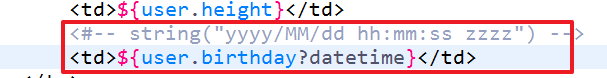 <td>${user.height}</td>
<#-- string("yyyy/MM/dd hh:mm:ss zzzz") -->
<td>${user.birthday?datetime}</td>